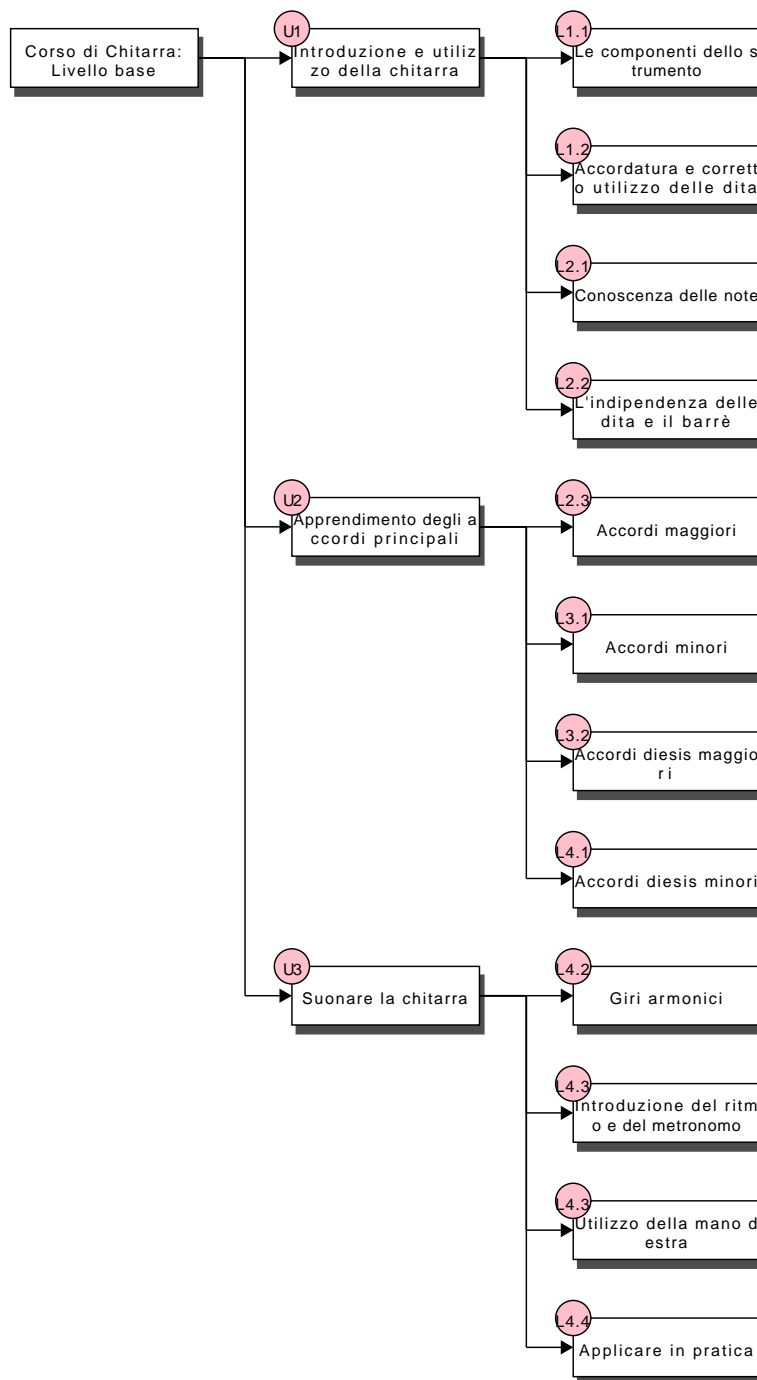 Corso di Chitarra:
Livello base
U1
Introduzione e utiliz
zo della chitarra
L1.1
Le componenti dello s
trumento
L1.2
Accordatura e corrett
o utilizzo delle dita
L2.1
Conoscenza delle note
L2.2
L'indipendenza delle
dita e il barrè
U2
Apprendimento degli a
ccordi principali
L2.3
Accordi maggiori
L3.1
Accordi minori
L3.2
Accordi diesis maggio
ri
L4.1
Accordi diesis minori
U3
Suonare la chitarra
L4.2
Giri armonici
L4.3
Introduzione del ritm
o e del metronomo
L4.3
Utilizzo della mano d
estra
L4.4
Applicare in pratica